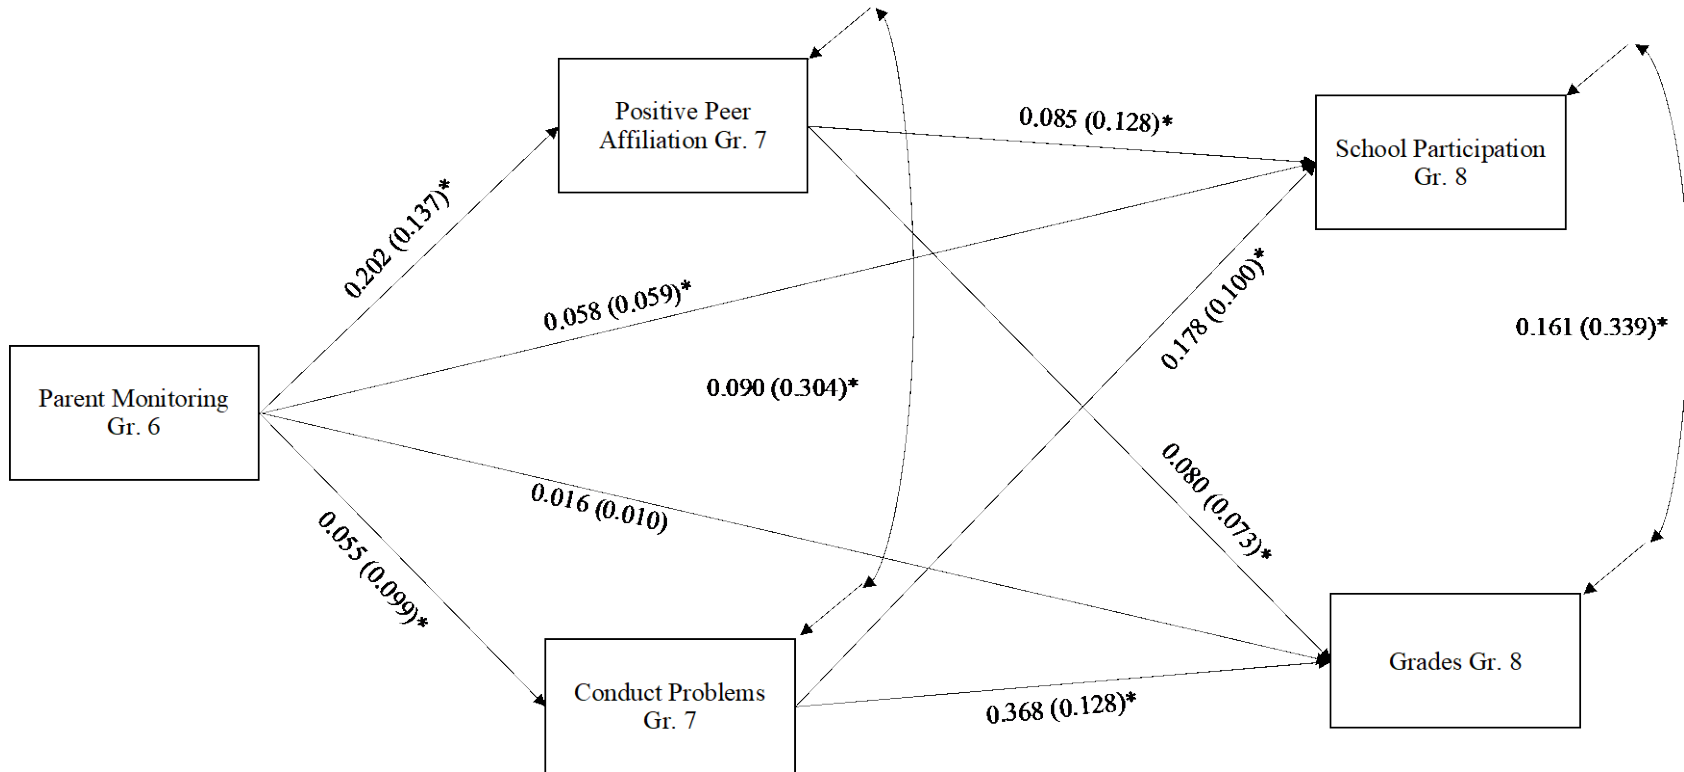 Positive Peer
Affiliation Gr. 7
0.085 (0.128)*
School Participation
Gr. 8
0.202 (0.137)*
0.058 (0.059)*
0.178 (0.100)*
0.161 (0.339)*
Parent Monitoring
Gr. 6
0.090 (0.304)*
0.016 (0.010)
0.080 (0.073)*
0.055 (0.099)*
Grades Gr. 8
Conduct Problems
Gr. 7
0.368 (0.128)*